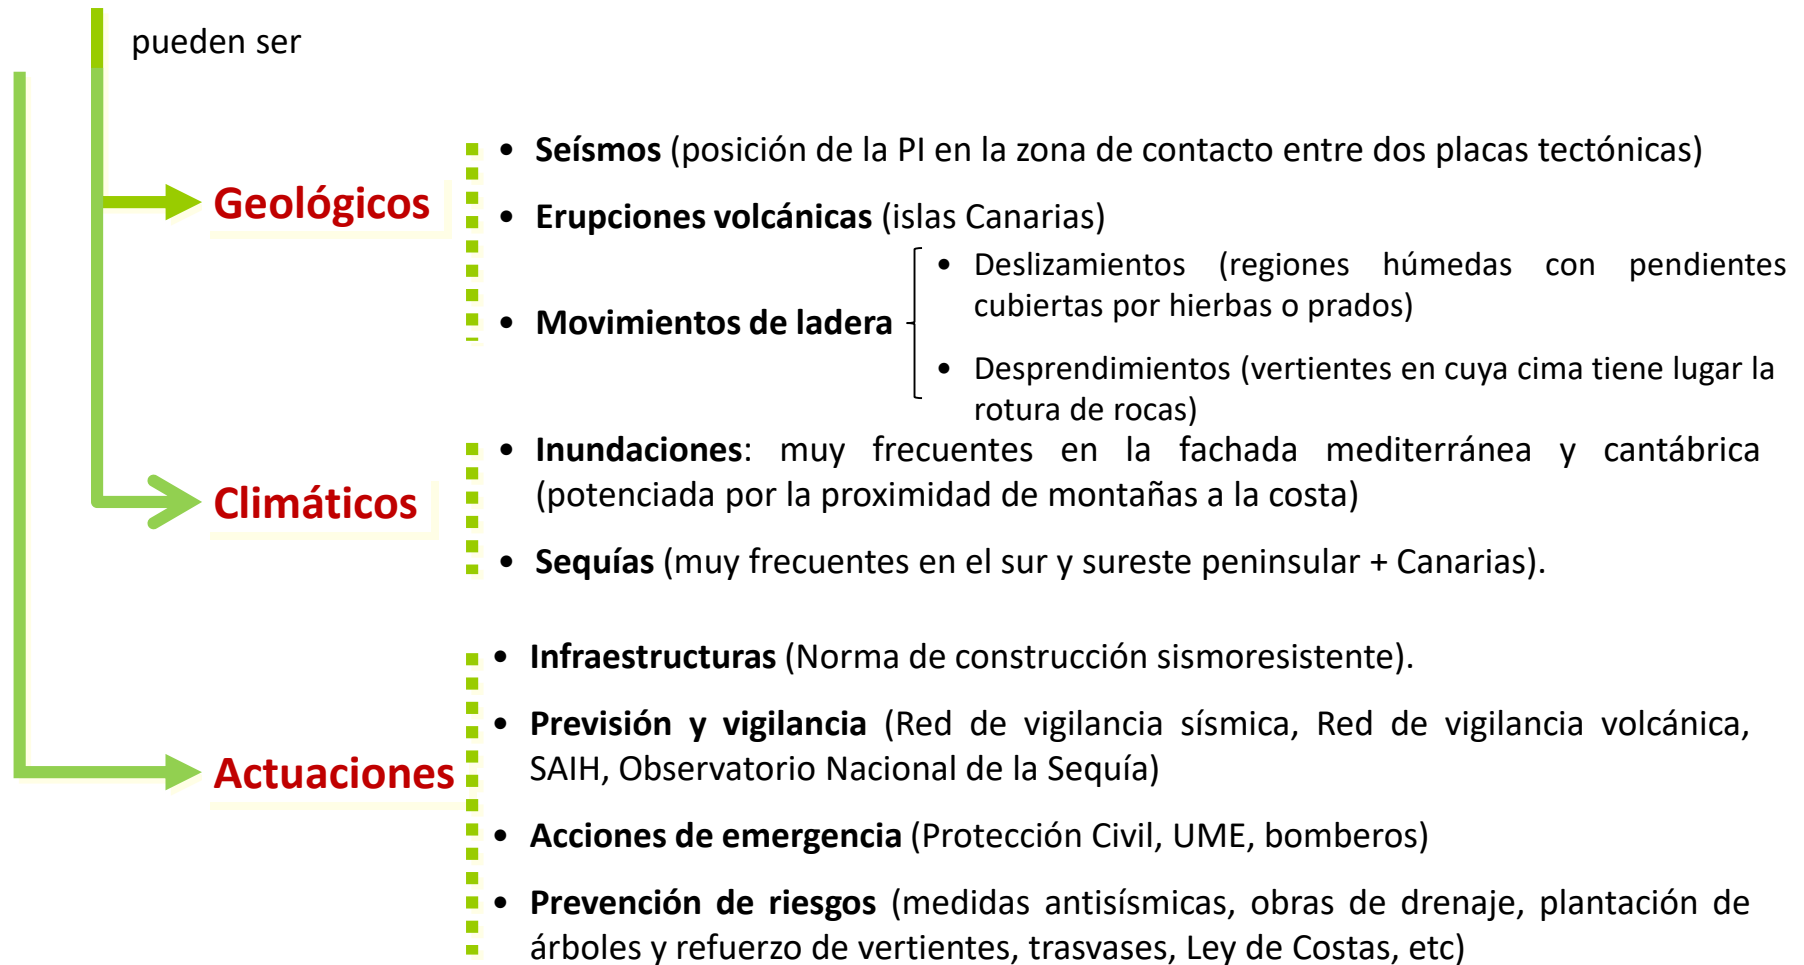 pueden ser
Geológicos
• Seísmos (posición de la PI en la zona de contacto entre dos placas tectónicas)
• Erupciones volcánicas (islas Canarias)
• Movimientos de ladera
• Deslizamientos (regiones húmedas con pendientes
cubiertas por hierbas o prados)
• Desprendimientos (vertientes en cuya cima tiene lugar la
rotura de rocas)
Climáticos
• Inundaciones: muy frecuentes en la fachada mediterránea y cantábrica
(potenciada por la proximidad de montañas a la costa)
• Sequías (muy frecuentes en el sur y sureste peninsular + Canarias).
Actuaciones
• Infraestructuras (Norma de construcción sismoresistente).
• Previsión y vigilancia (Red de vigilancia sísmica, Red de vigilancia volcánica,
SAIH, Observatorio Nacional de la Sequía)
• Acciones de emergencia (Protección Civil, UME, bomberos)
• Prevención de riesgos (medidas antisísmicas, obras de drenaje, plantación de
árboles y refuerzo de vertientes, trasvases, Ley de Costas, etc)